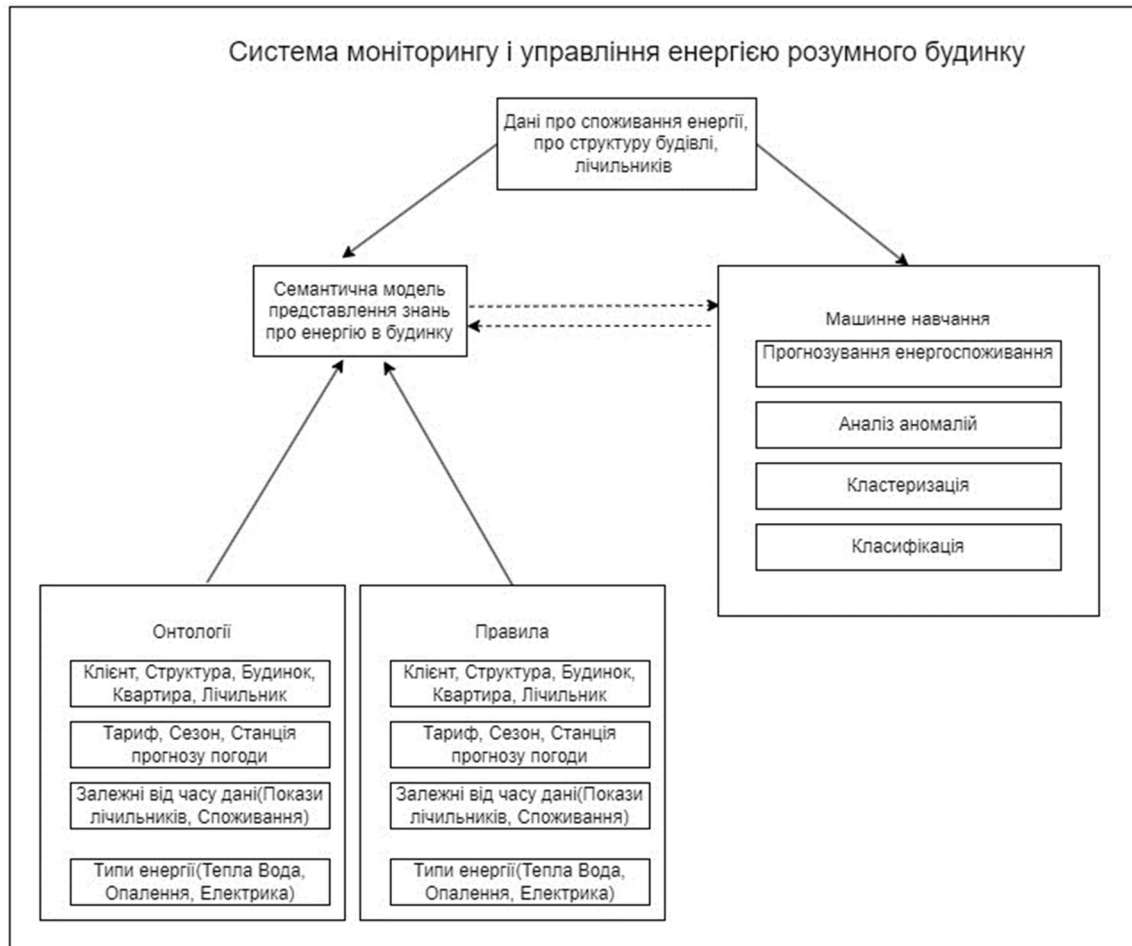 Система моніторингу і управління енергією розумного будинку
Дані про споживання енергії,
про структуру будівлі,
лічильників
Семантична модель
представлення знань
про енергію в будинку
Машинне навчання
Прогнозування енергоспоживання
Аналіз аномалій
Кластеризація
Класифікація
Онтології
Клієнт, Структура, Будинок,
Квартира, Лічильник
Тариф, Сезон, Станція
прогнозу погоди
Залежні від часу дані(Покази
лічильників, Споживання)
Типи енергії(Тепла Вода,
Опалення, Електрика)
Правила
Клієнт, Структура, Будинок,
Квартира, Лічильник
Тариф, Сезон, Станція
прогнозу погоди
Залежні від часу дані(Покази
лічильників, Споживання)
Типи енергії(Тепла Вода,
Опалення, Електрика)